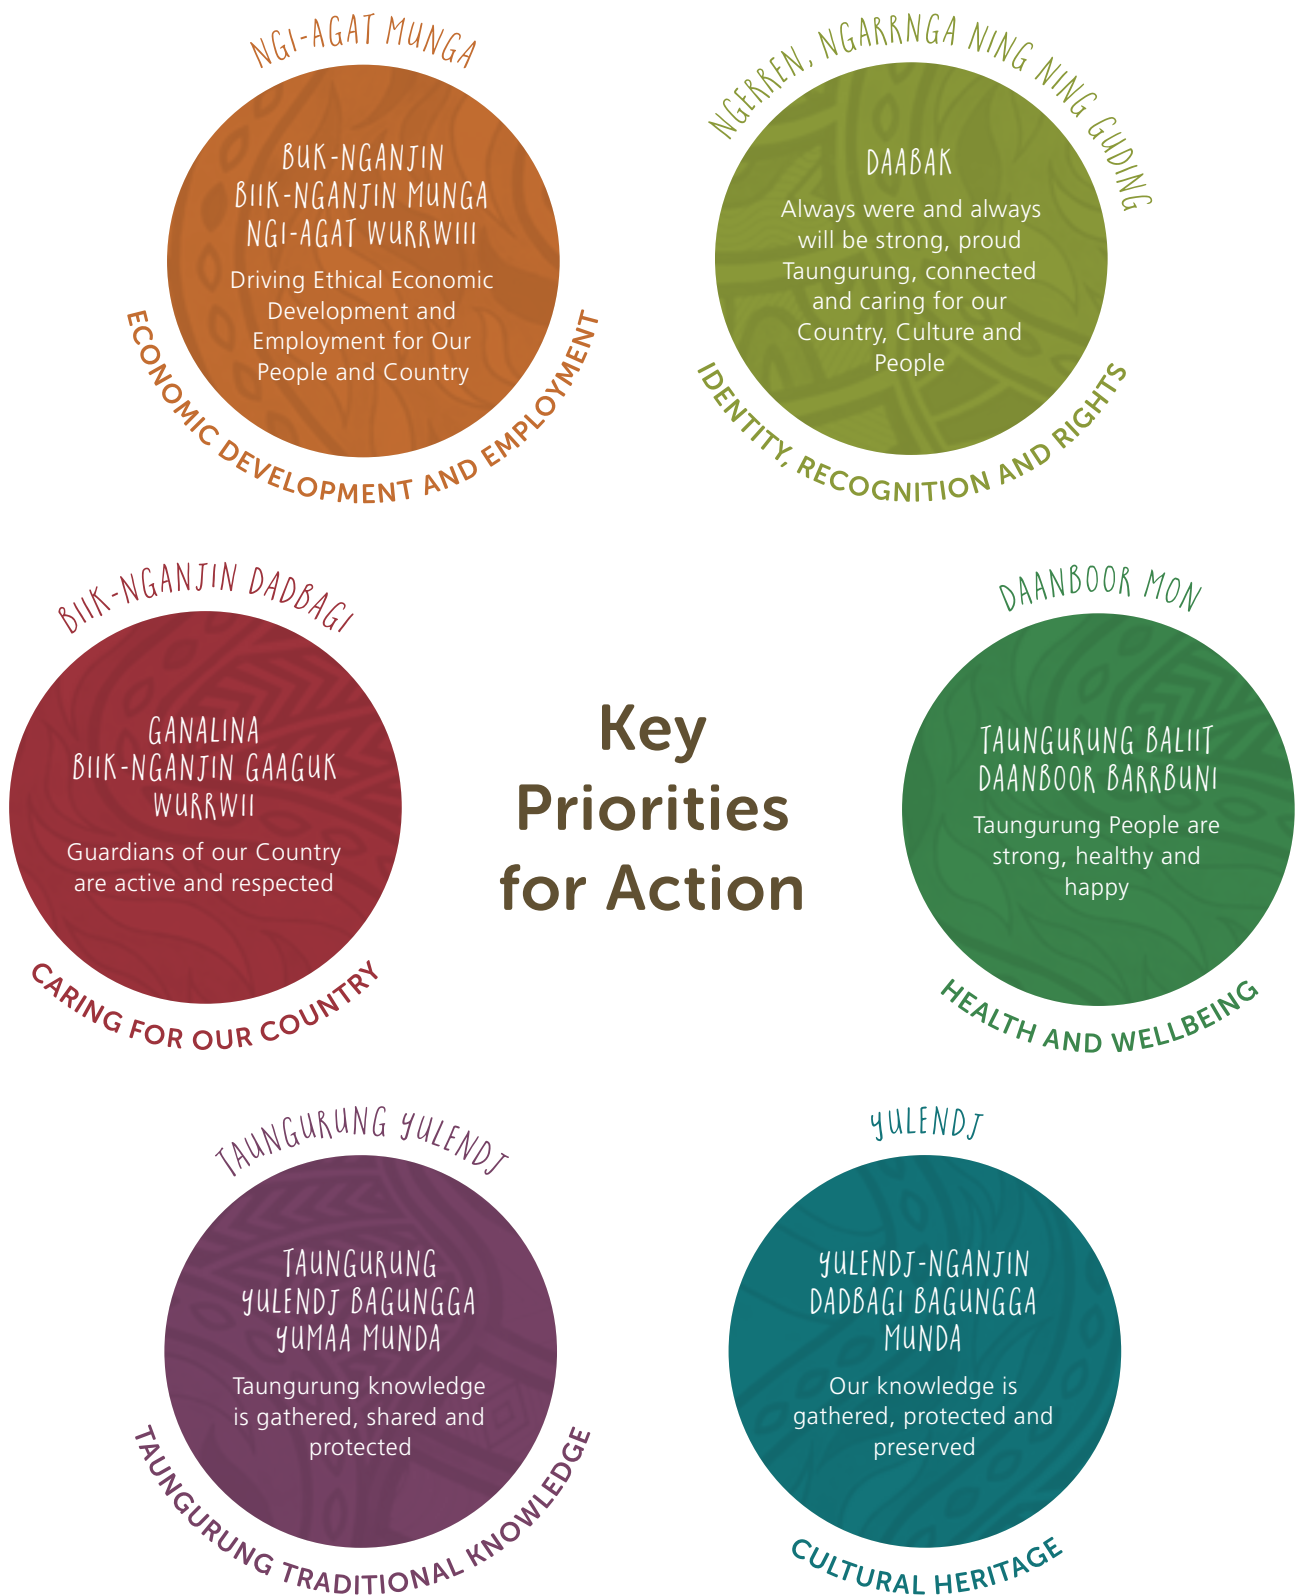 NGI-AGAT MUNGA
BUK-NGANJIN
BIIK-NGANJIN MUNGA
NGI-AGAT WURRWIII
Driving Ethical Economic
Development and
Employment for Our
People and Country
ECONOMIC DEVELOPMENT AND EMPLOYMENT
NGERREN, NGARRNGA NING NING GUDING
DAABAK
Always were and always
will be strong, proud
Taungurung, connected
and caring for our
Country, Culture and
People
IDENTITY, RECOGNITION AND RIGHTS
BIIK-NGANJIN DADBAGI
GANALINA
BIIK-NGANJIN GAAGUK
WURRWII
Guardians of our Country
are active and respected
CARING FOR OUR COUNTRY
Key
Priorities
for Action
DAANBOOR MON
TAUNGURUNG BALIIT
DAANBOOR BARRBUNI
Taungurung People are
strong, healthy and
happy
HEALTH AND WELLBEING
TAUNGURUNG YULENDJ
TAUNGURUNG
YULENDJ BAGUNGGA
YUMAA MUNDA
Taungurung knowledge
is gathered, shared and
protected
TAUNGURUNG TRADITIONAL KNOWLEDGE
YULENDJ
YULENDJ-NGANJIN
DADBAGI BAGUNGGA
MUNDA
Our knowledge is
gathered, protected and
preserved
CULTURAL HERITAGE